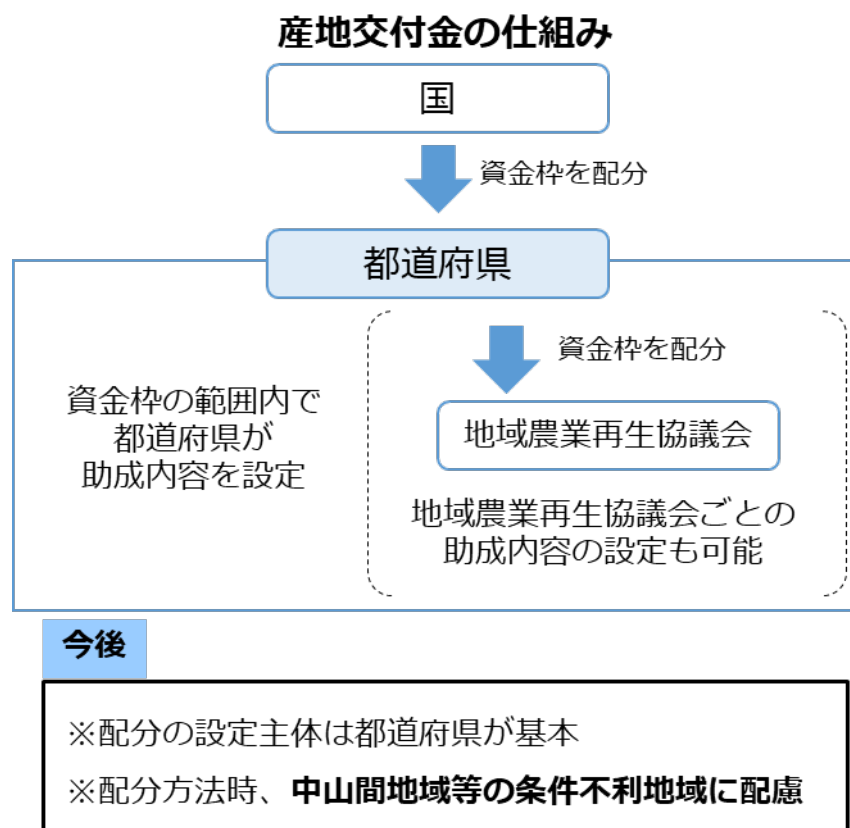 産地交付金の仕組み
国
資金枠を配分
都道府県
資金枠の範囲内で
都道府県が
助成内容を設定
資金枠を配分
地域農業再生協議会
地域農業再生協議会ごとの
助成内容の設定も可能
今後
※配分の設定主体は都道府県が基本
※配分方法時、中山間地域等の条件不利地域に配慮